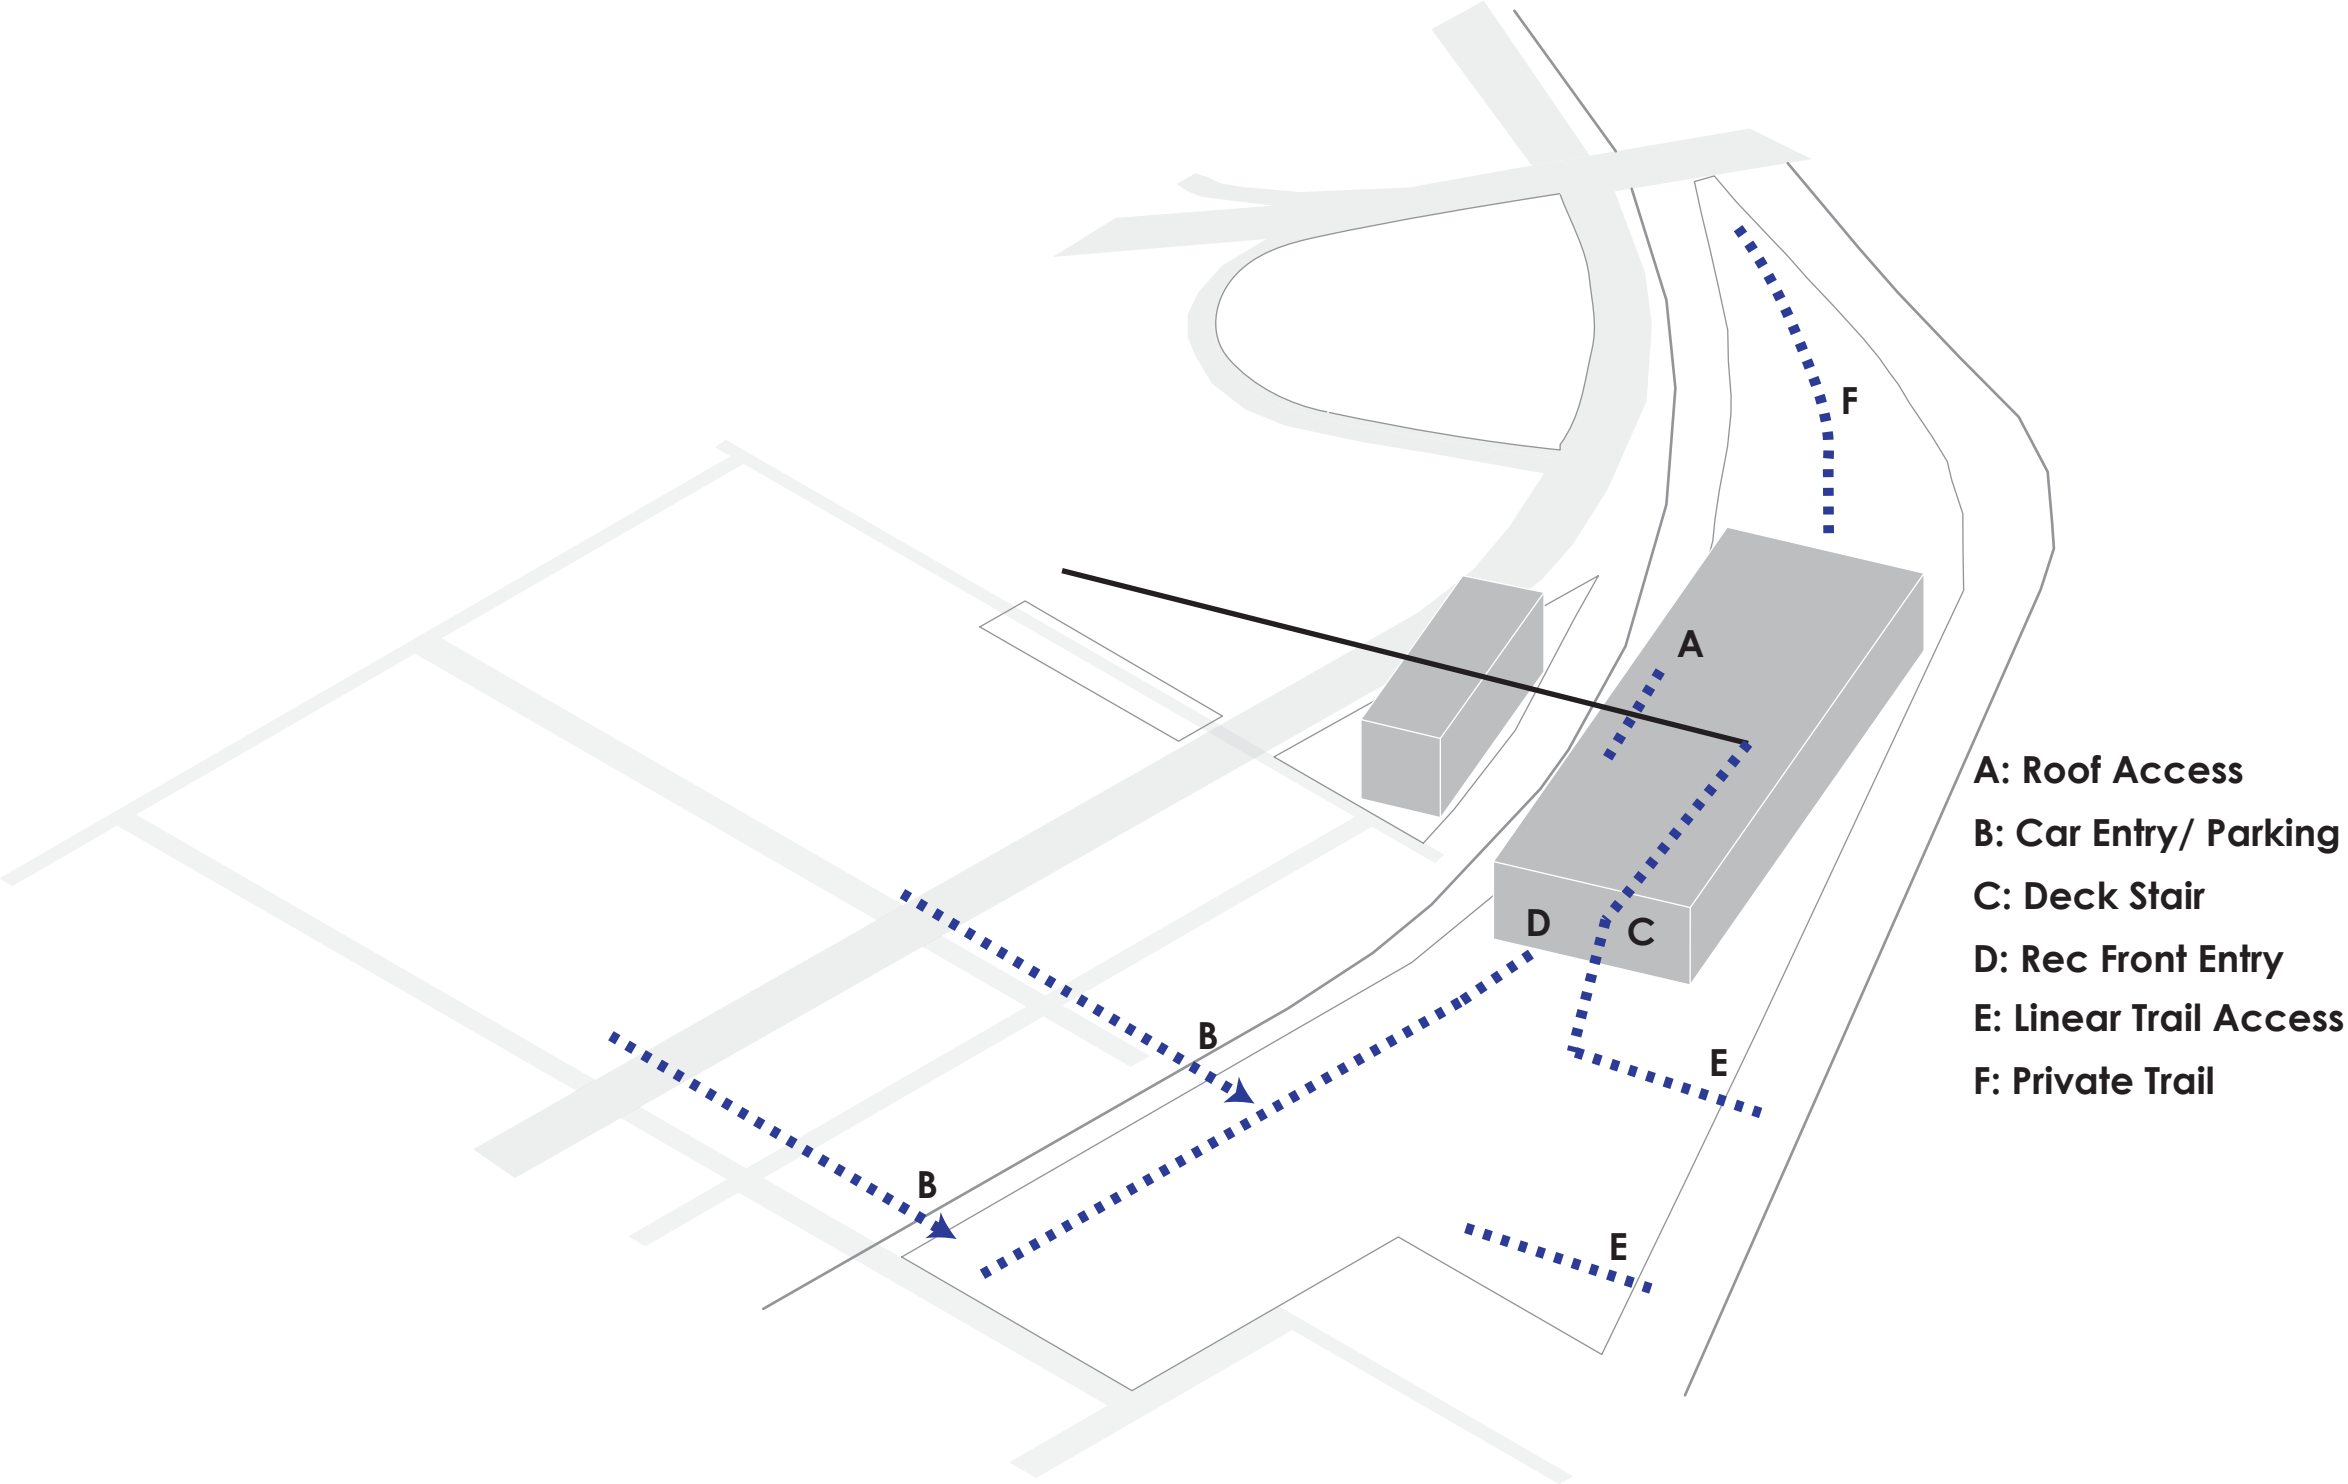 F
A
D
C
B
E
B
E
A: Roof Access
B: Car Entry/ Parking
C: Deck Stair
D: Rec Front Entry
E: Linear Trail Access
F: Private Trail